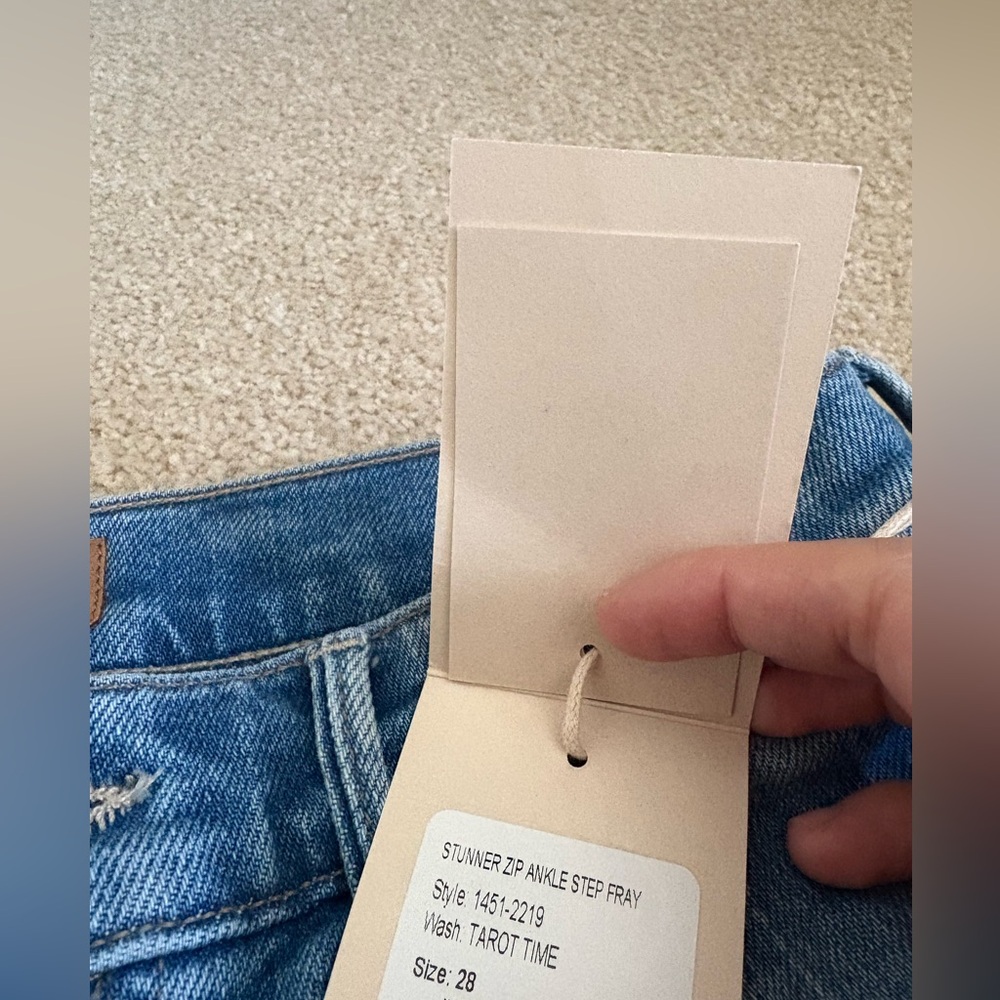 STUNNER ZIP ANKLE STEP FRAY
Style: 1451-2219
Wash: TAROT TIME
Size: 28